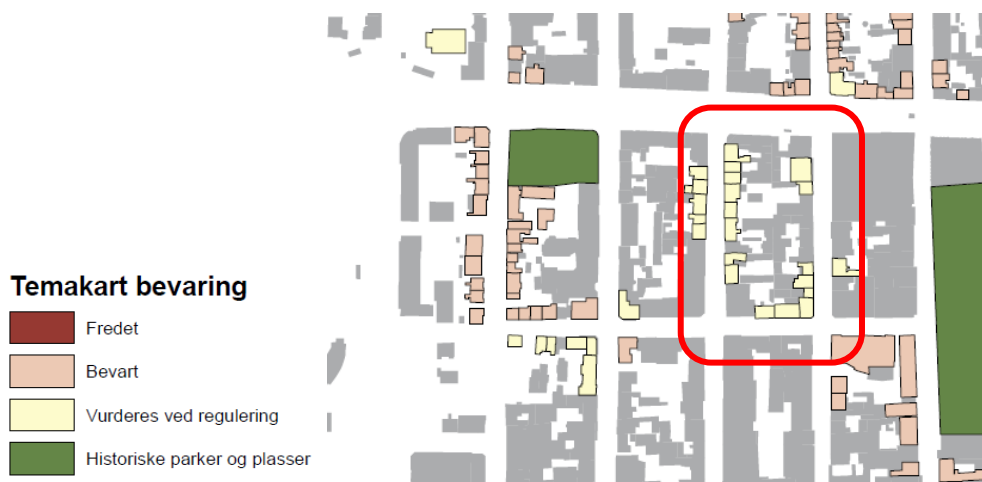 Temakart bevaring
Fredet
Bevart
Vurderes ved regulering
Historiske parker og plasser